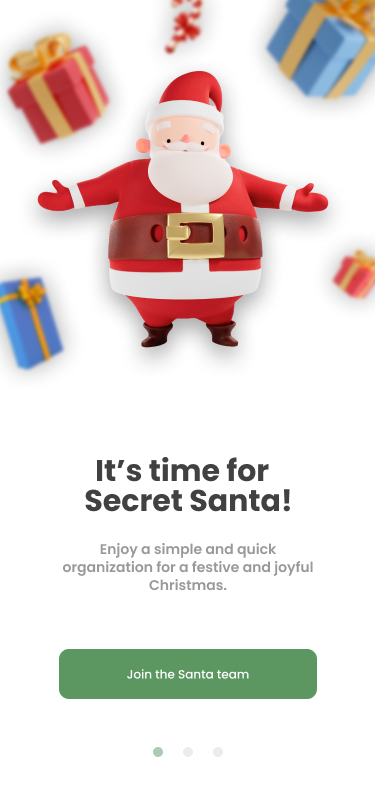 It’s time for
Secret Santa!
Enjoy a simple and quick
organization for a festive and joyful
Christmas.
Join the Santa team